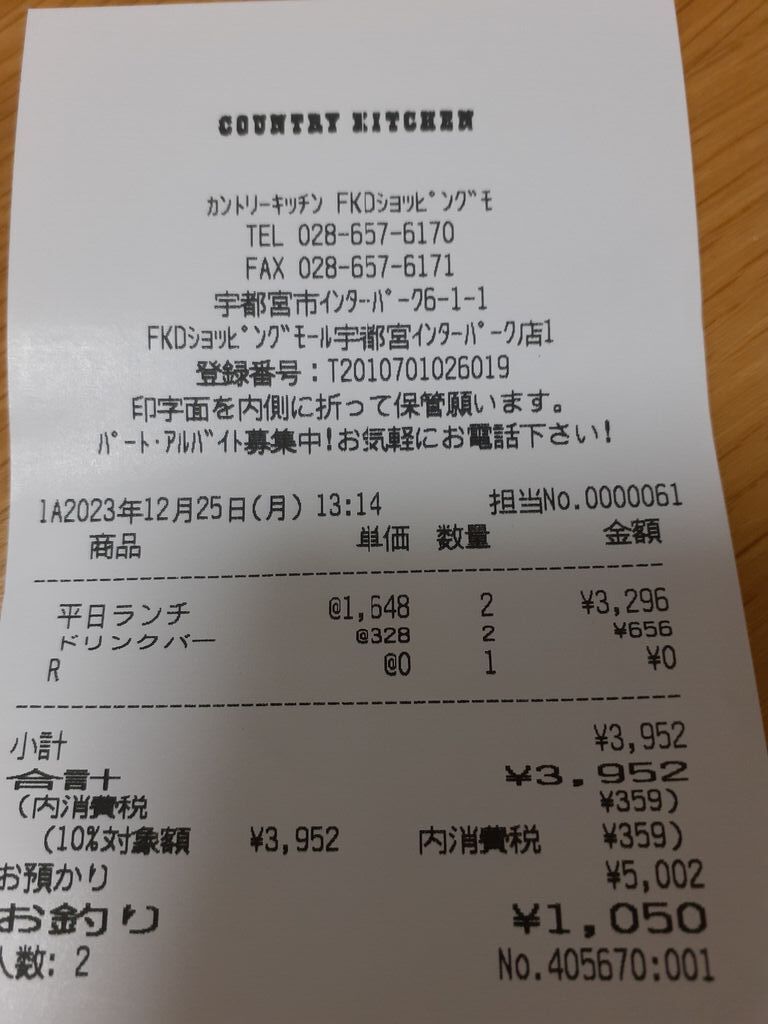 COUNTRY KITCHEN
カントリーキッチン FKDショッピングモ
TEL 028-657-6170
FAX 028-657-6171
宇都宮市インターパーク6-1-1
FKDショッピングモール宇都宮インターパーク店1
登録番号:T2010701026019
印字面を内側に折って保管願います。
パート・アルバイト募集中!お気軽にお電話下さい!
1A2023年12月25日(月) 13:14 担当No.0000061
商品 単価 数量 金額
平日ランチ @1,648 2 ¥3,296
ドリンクバー @328 2 ¥656
R @0 1 ¥0
小計 ¥3,952
合計 ¥3,952
(内消費税 ¥359)
(10%対象額 ¥3,952 内消費税 ¥359)
お預かり ¥5,002
お釣り ¥1,050
人数: 2 No.405670:001